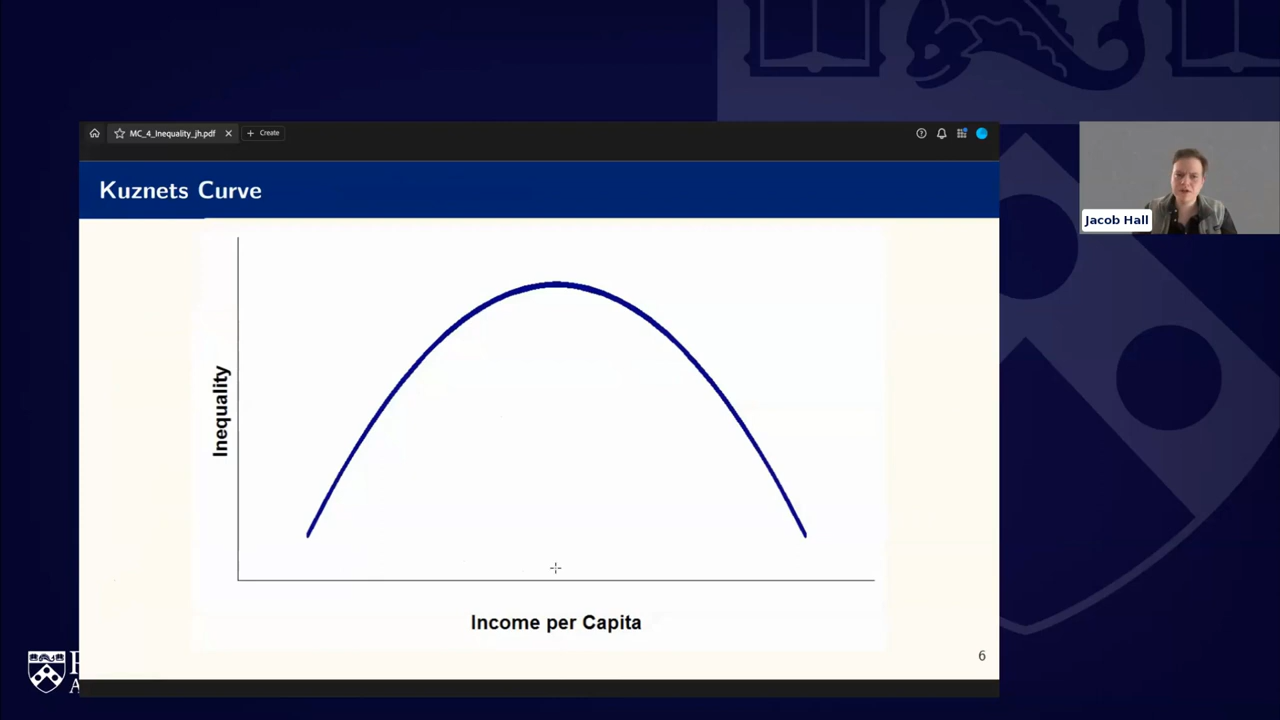 MC_4_Inequality_jh.pdf
Create
Kuznets Curve
Jacob Hall
Inequality
Income per Capita
6